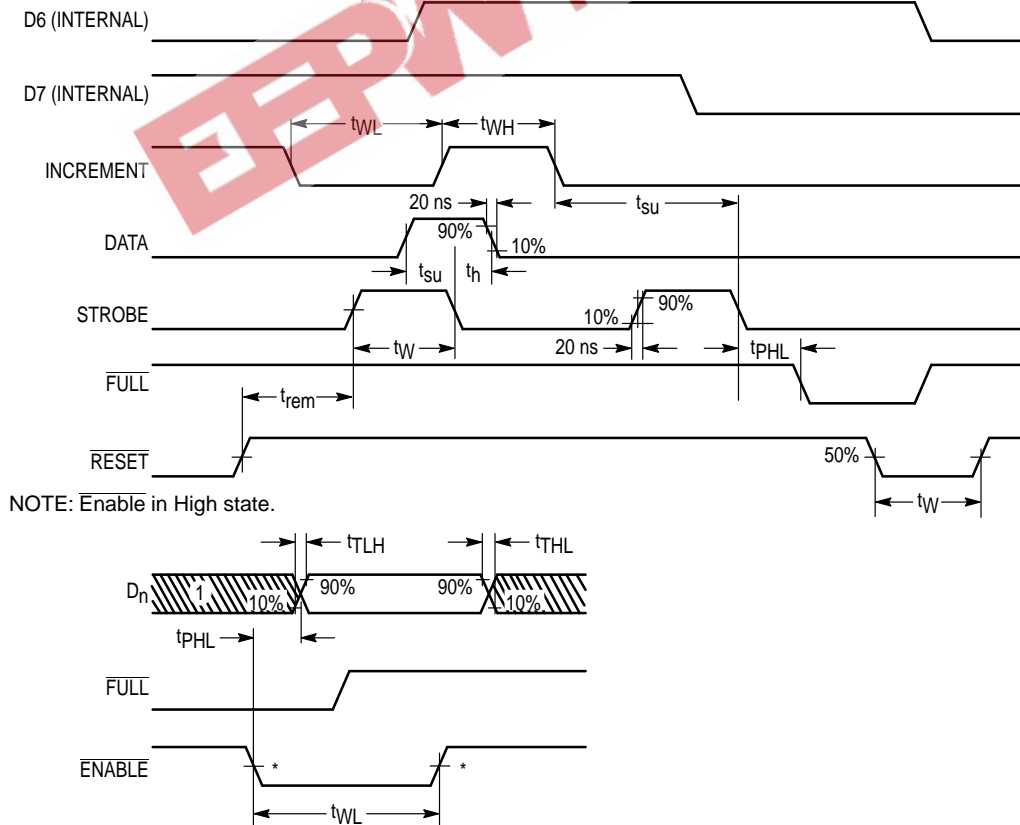 D6 (INTERNAL)
D7 (INTERNAL)
tWL tWH
INCREMENT
20 ns tsu
DATA 90% 10%
tsu th
STROBE 10% 90%
tW 20 ns tPHL
FULL
trem
RESET 50%
tW
NOTE: Enable in High state.
tTLH tTHL
Dn 1 10% 90% 90% 10%
tPHL
FULL
ENABLE * *
tWL